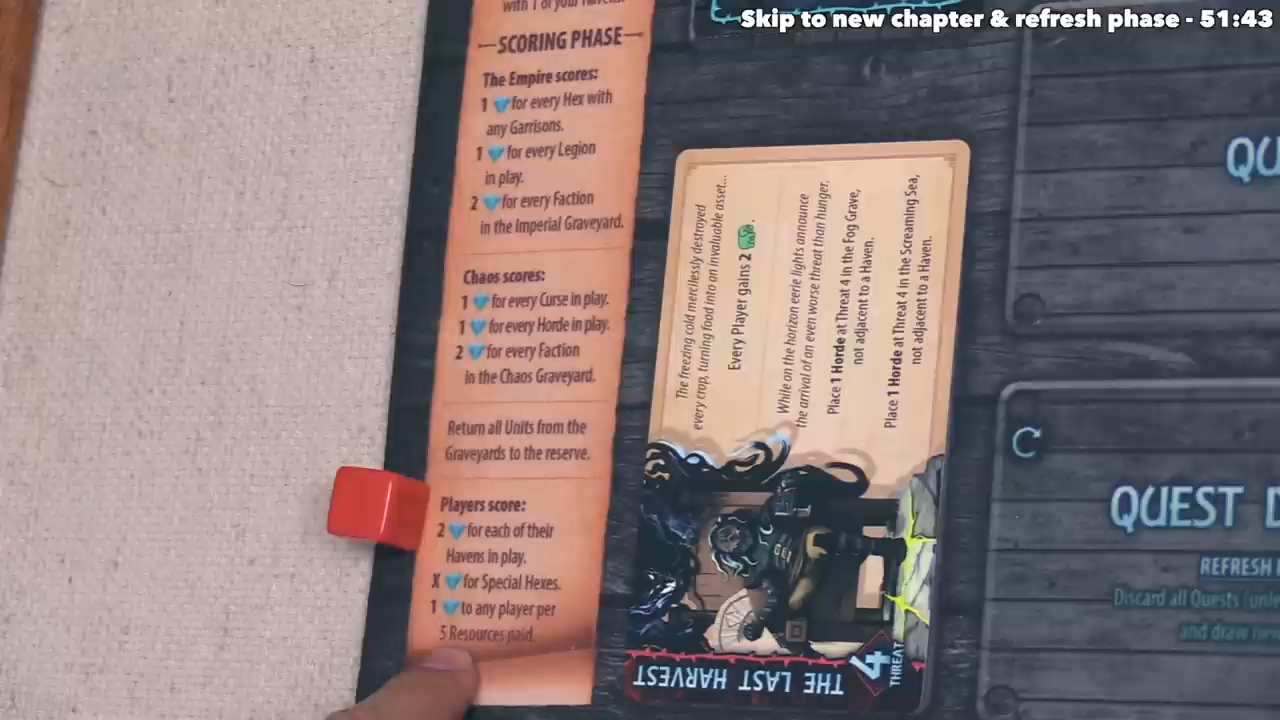 Skip to new chapter & refresh phase - 51:43
with 1 of your Havens.
SCORING PHASE
The Empire scores:
1 for every Hex with
any Garrisons.
1 for every Legion
in play.
2 for every Faction
in the Imperial Graveyard.
Chaos scores:
1 for every Curse in play.
1 for every Horde in play.
2 for every Faction
in the Chaos Graveyard.
Return all Units from the
Graveyards to the reserve.
Players score:
2 for each of their
Havens in play.
X for Special Hexes.
1 to any player per
5 Resources paid.
The freezing cold mercilessly destroyed
every crop, turning food into an invaluable asset...
Every Player gains 2 .
While on the horizon eerie lights announce
the arrival of an even worse threat than hunger.
Place 1 Horde at Threat 4 in the Fog Grave,
not adjacent to a Haven.
Place 1 Horde at Threat 4 in the Screaming Sea,
not adjacent to a Haven.
THE LAST HARVEST
4
THREAT
QU
QUEST D
REFRESH
Discard all Quests
and draw new